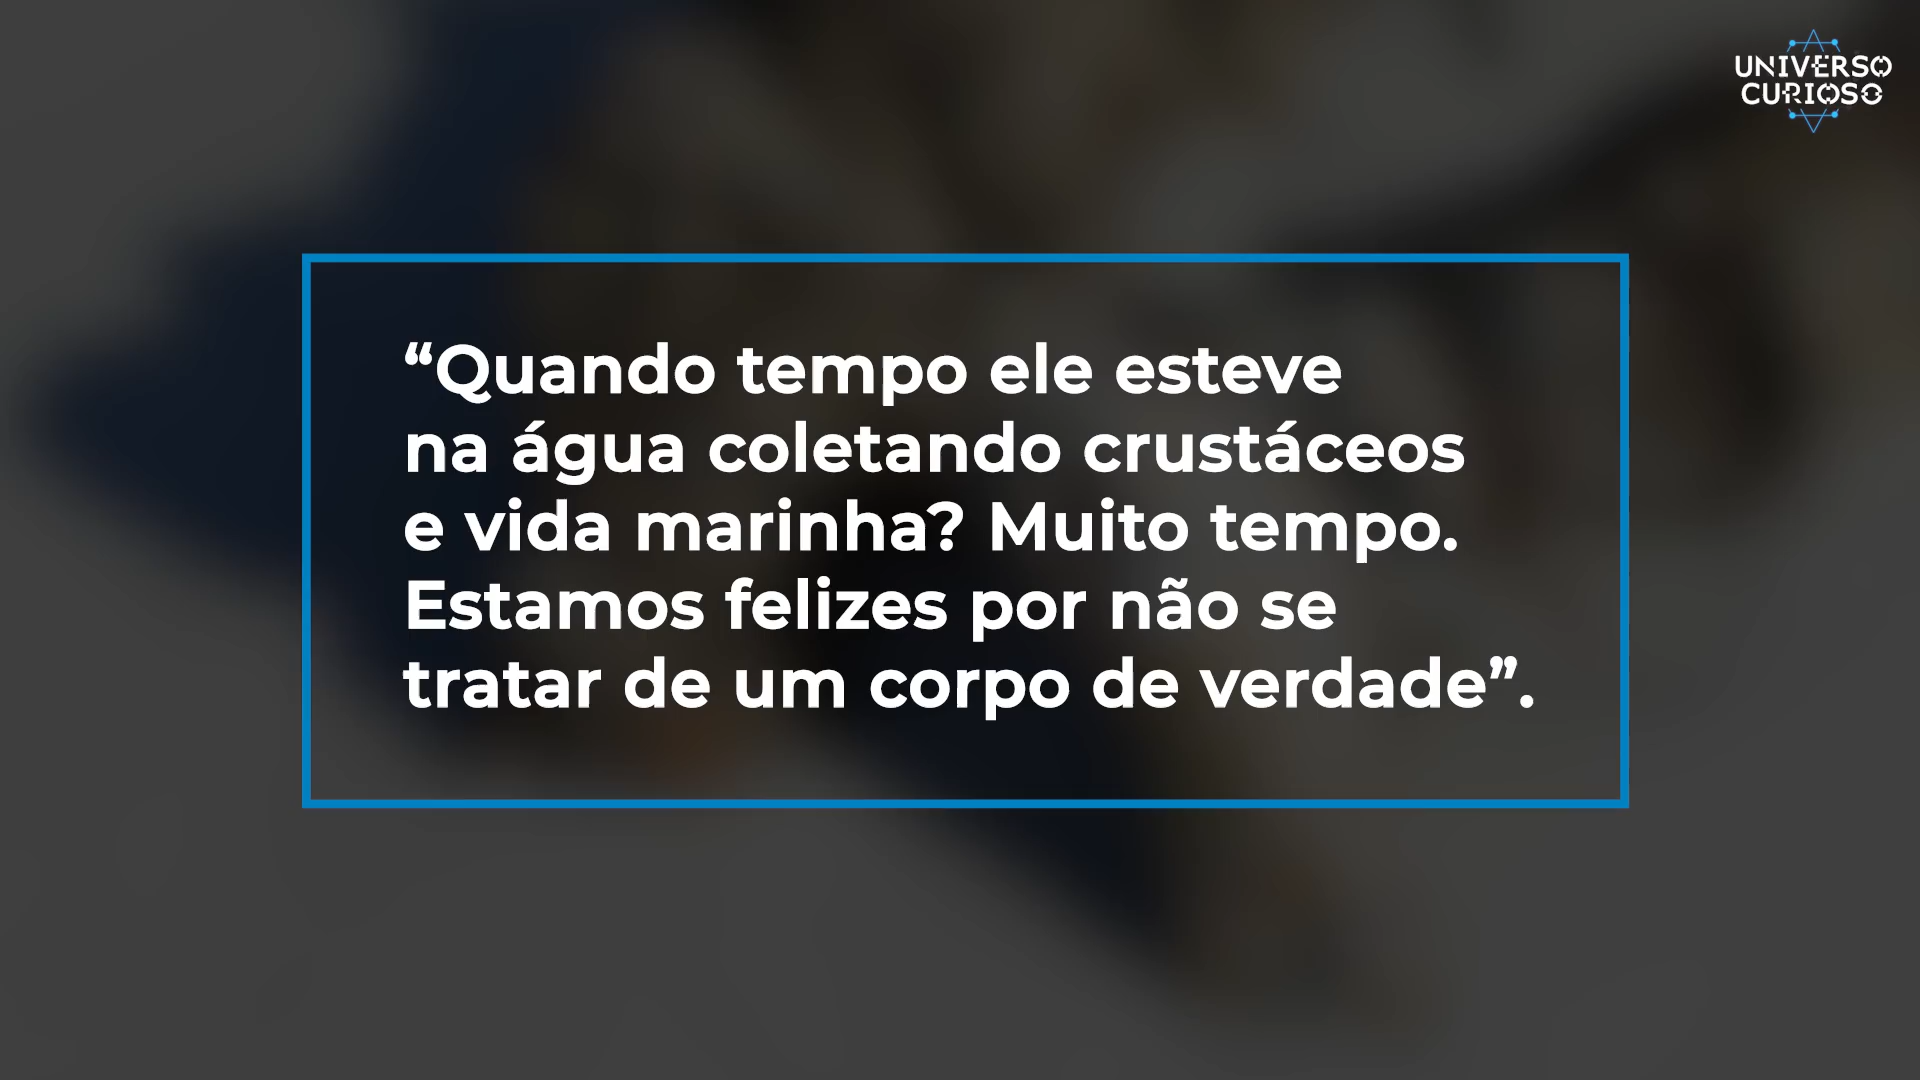 UNIVERSO
CURIOSO
“Quando tempo ele esteve
na água coletando crustáceos
e vida marinha? Muito tempo.
Estamos felizes por não se
tratar de um corpo de verdade”.